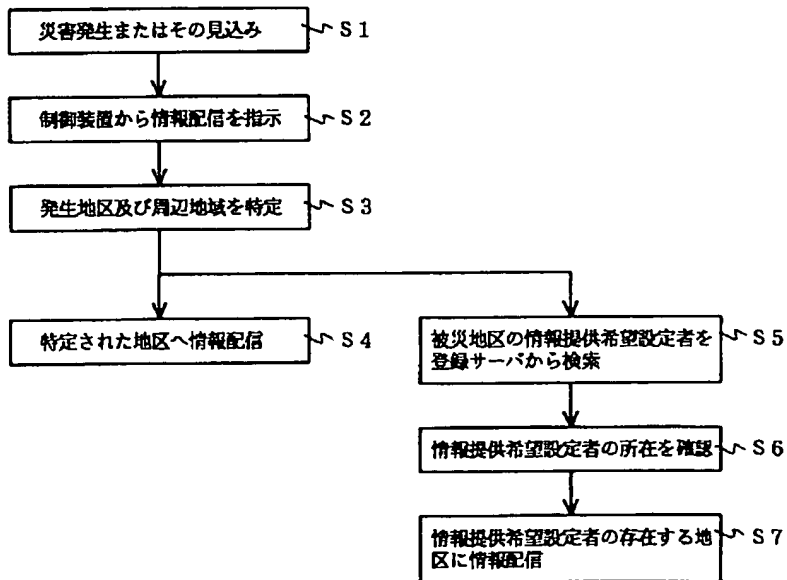 災害発生またはその見込み S1
制御装置から情報配信を指示 S2
発生地区及び周辺地域を特定 S3
特定された地区へ情報配信 S4
被災地区の情報提供希望設定者を S5
登録サーバから検索
情報提供希望設定者の所在を確認 S6
情報提供希望設定者の存在する地 S7
区に情報配信